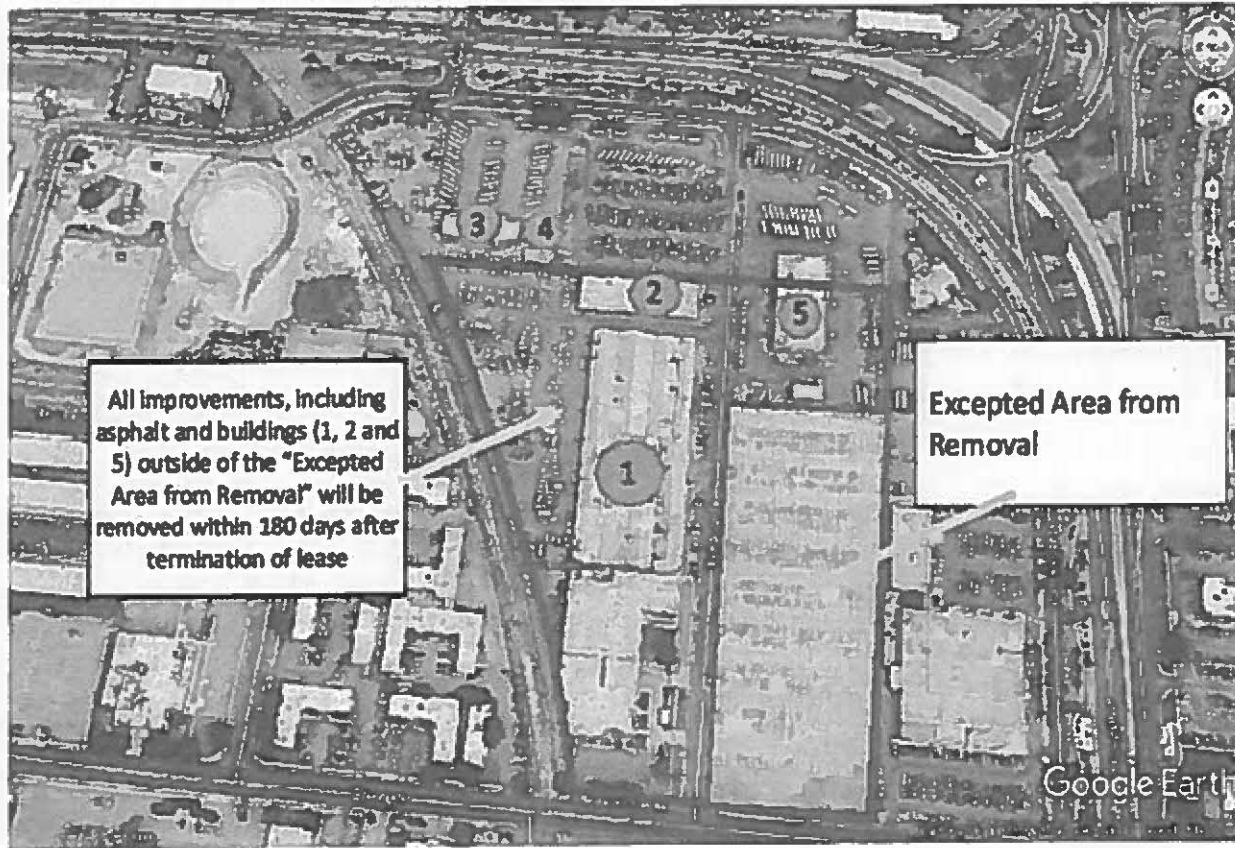 3
4
2
5
All improvements, including
asphalt and buildings (1, 2 and
5) outside of the "Excepted
Area from Removal" will be
removed within 180 days after
termination of lease
Excepted Area from
Removal
1
Google Earth